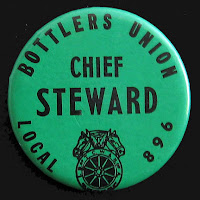 BOTTLERS UNION
CHIEF
STEWARD
LOCAL 896